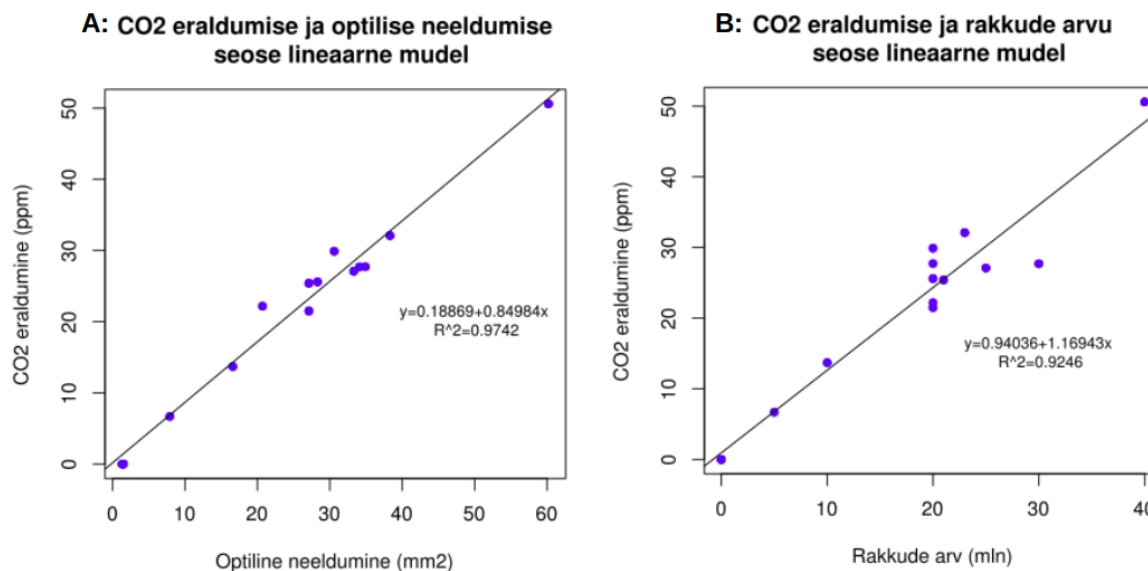 A: CO2 eraldumise ja optilise neeldumise
seose lineaarne mudel
CO2 eraldumine (ppm)
50
40
30
20
10
0
y=0.18869+0.84984x
R^2=0.9742
0 10 20 30 40 50 60
Optiline neeldumine (mm2)
B: CO2 eraldumise ja rakkude arvu
seose lineaarne mudel
CO2 eraldumine (ppm)
50
40
30
20
10
0
y=0.94036+1.16943x
R^2=0.9246
0 10 20 30 40
Rakkude arv (mln)